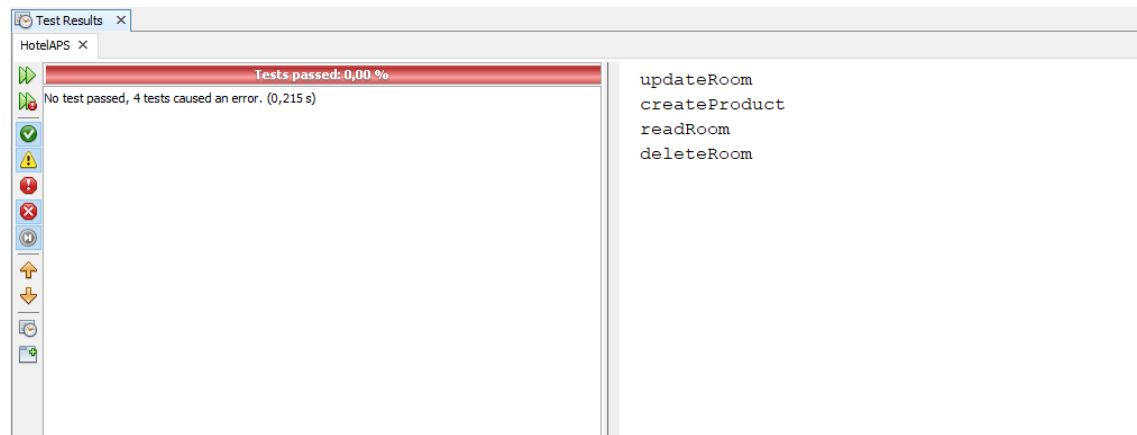 Test Results
HotelAPS
Tests passed: 0,00 %
No test passed, 4 tests caused an error. (0,215 s)
updateRoom
createProduct
readRoom
deleteRoom